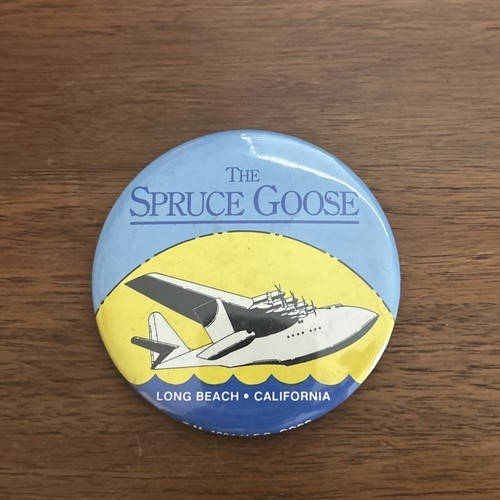 THE
SPRUCE GOOSE
LONG BEACH • CALIFORNIA